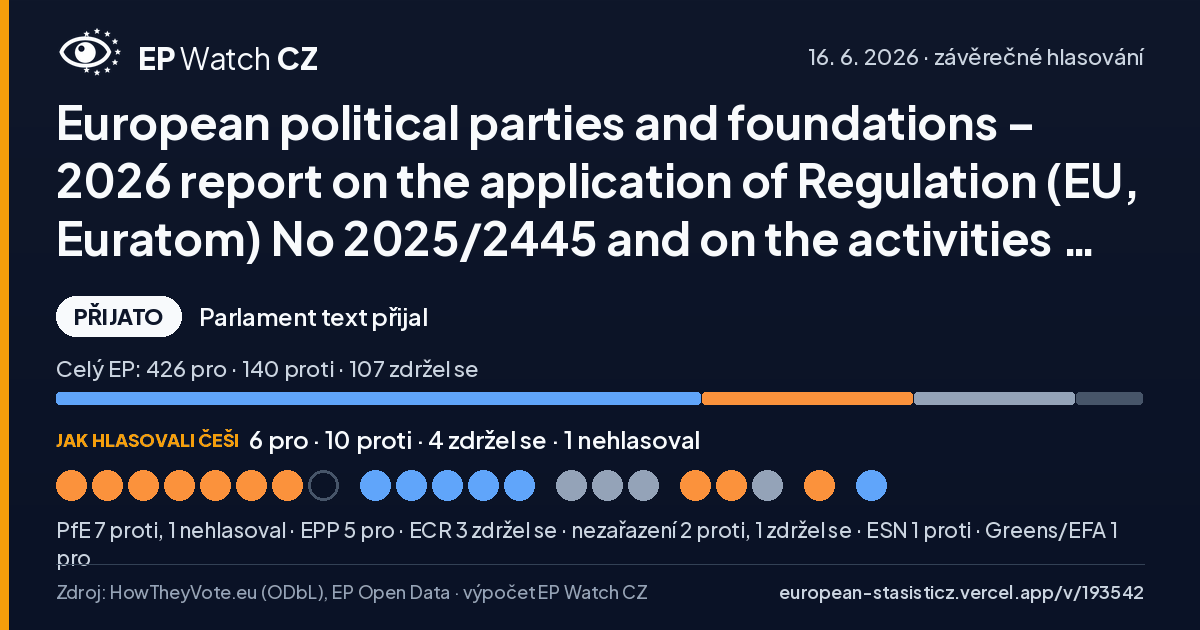 EP Watch CZ
16. 6. 2026 · závěrečné hlasování
European political parties and foundations –
2026 report on the application of Regulation (EU,
Euratom) No 2025/2445 and on the activities …
PŘIJATO Parlament text přijal
Celý EP: 426 pro · 140 proti · 107 zdržel se
JAK HLASOVALI ČEŠI 6 pro · 10 proti · 4 zdržel se · 1 nehlasoval
PfE 7 proti, 1 nehlasoval · EPP 5 pro · ECR 3 zdržel se · nezařazení 2 proti, 1 zdržel se · ESN 1 proti · Greens/EFA 1
pro
Zdroj: HowTheyVote.eu (ODbL), EP Open Data · výpočet EP Watch CZ
european-stasisticz.vercel.app/v/193542